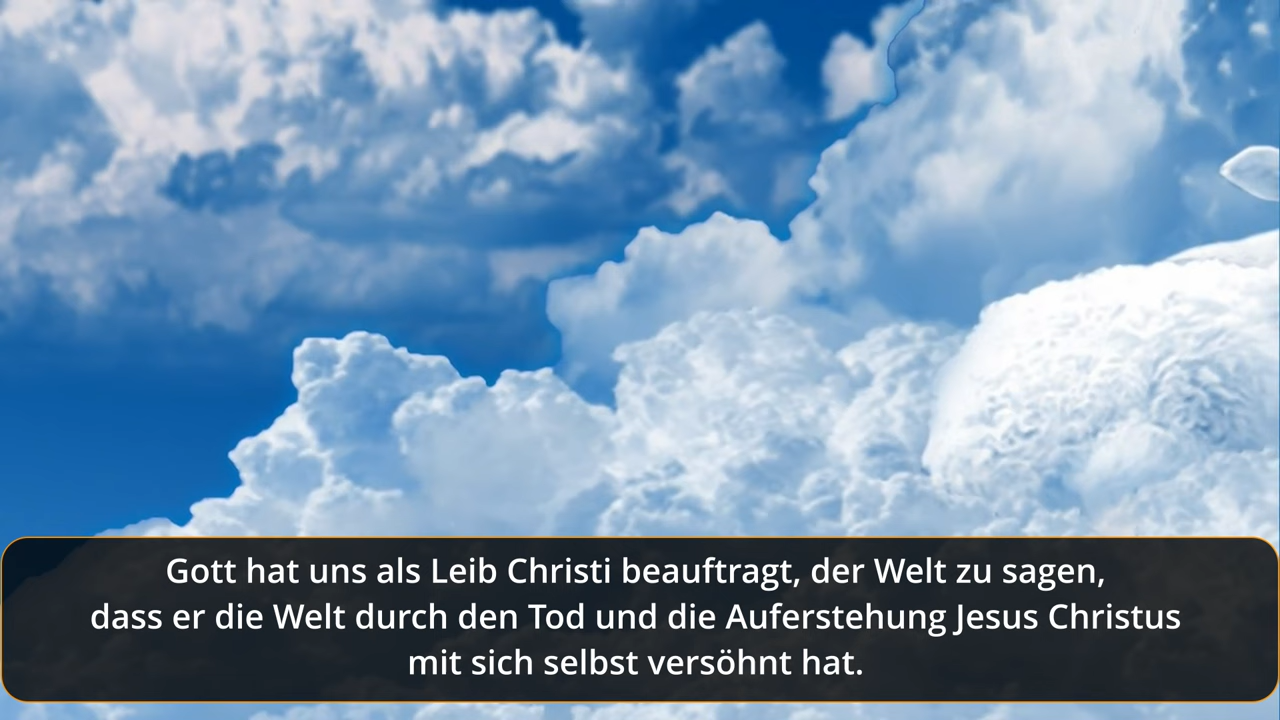 Gott hat uns als Leib Christi beauftragt, der Welt zu sagen,
dass er die Welt durch den Tod und die Auferstehung Jesus Christus
mit sich selbst versöhnt hat.